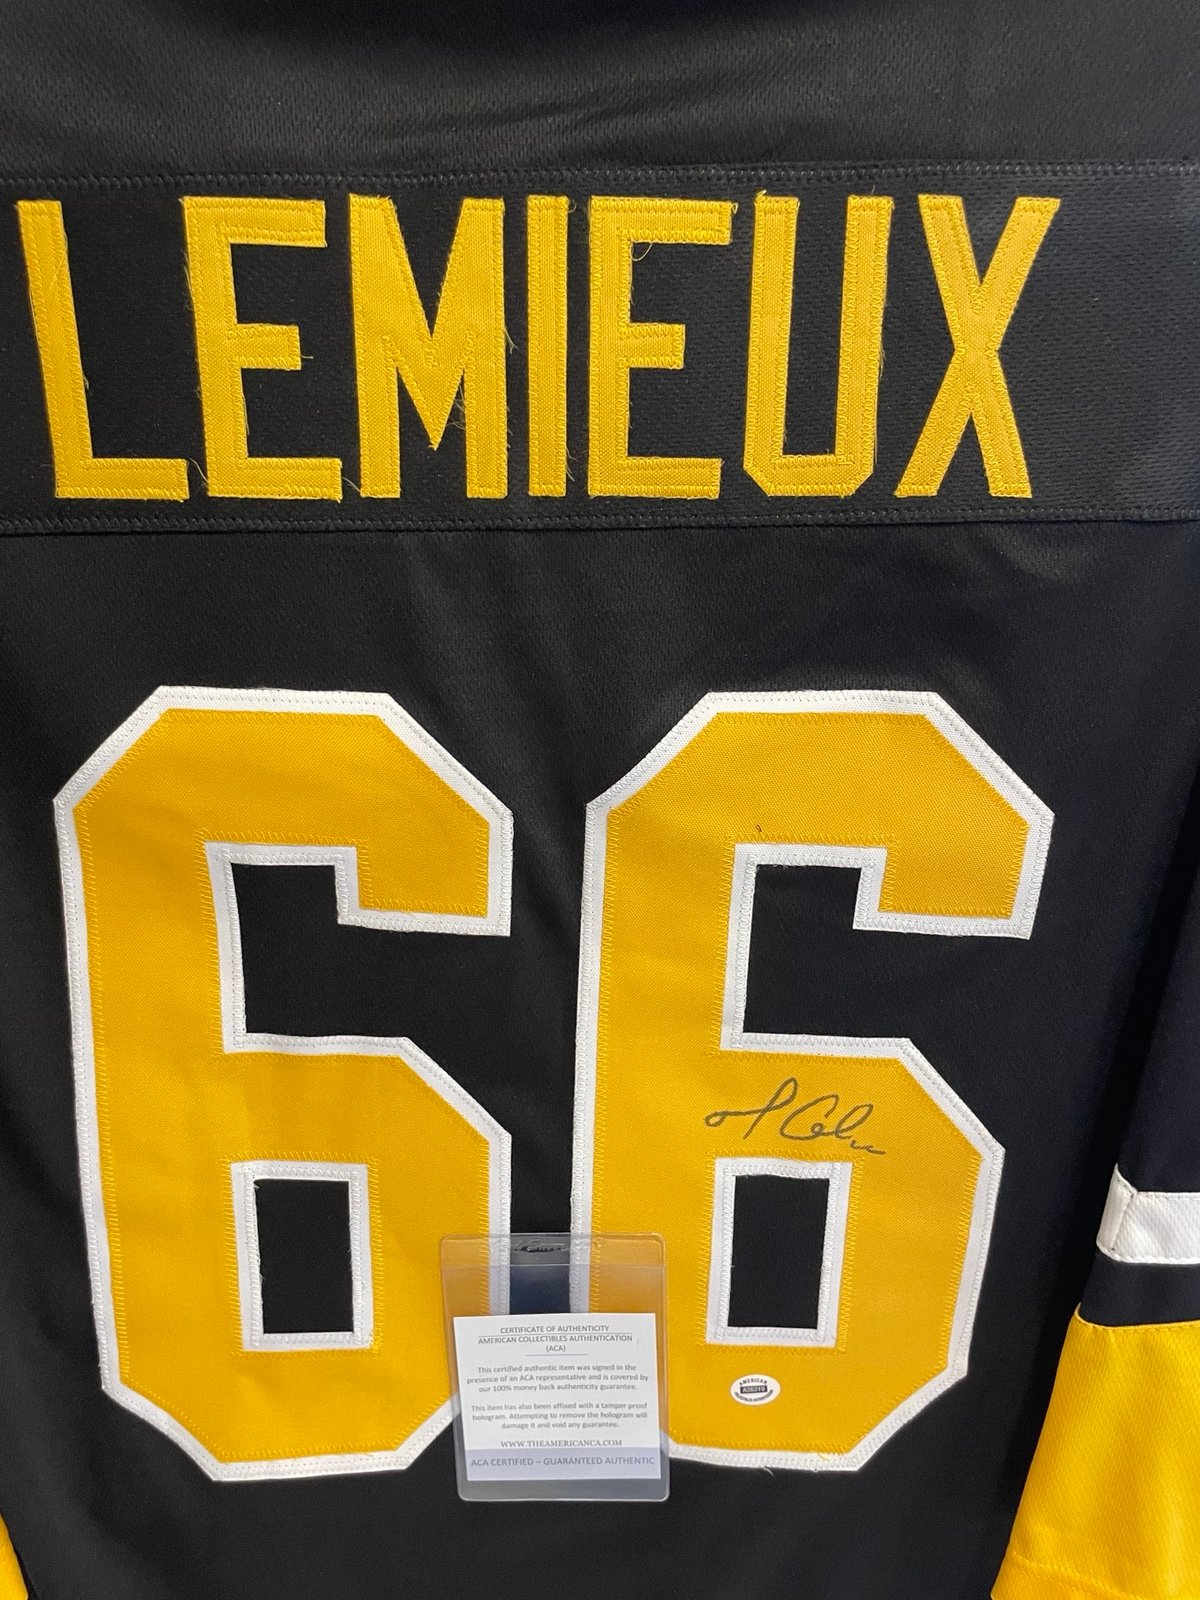 LEMIEUX
66
CERTIFICATE OF AUTHENTICITY
AMERICAN COLLECTIBLES AUTHENTICATION
(ACA)
This certified authentic item was signed in the
presence of an ACA representative and is covered by
our 100% money back authenticity guarantee.
This item has also been affixed with a tamper proof
hologram. Attempting to remove the hologram will
damage it and void any guarantee.
WWW.THEAMERICANCA.COM
ACA CERTIFIED – GUARANTEED AUTHENTIC
AMERICAN